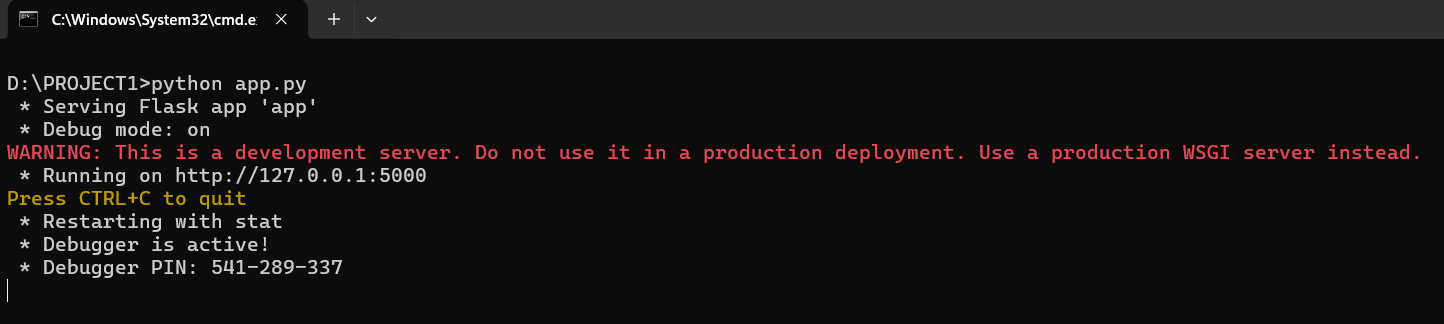 C:\Windows\System32\cmd.e
D:\PROJECT1>python app.py
* Serving Flask app 'app'
* Debug mode: on
WARNING: This is a development server. Do not use it in a production deployment. Use a production WSGI server instead.
* Running on http://127.0.0.1:5000
Press CTRL+C to quit
* Restarting with stat
* Debugger is active!
* Debugger PIN: 541-289-337